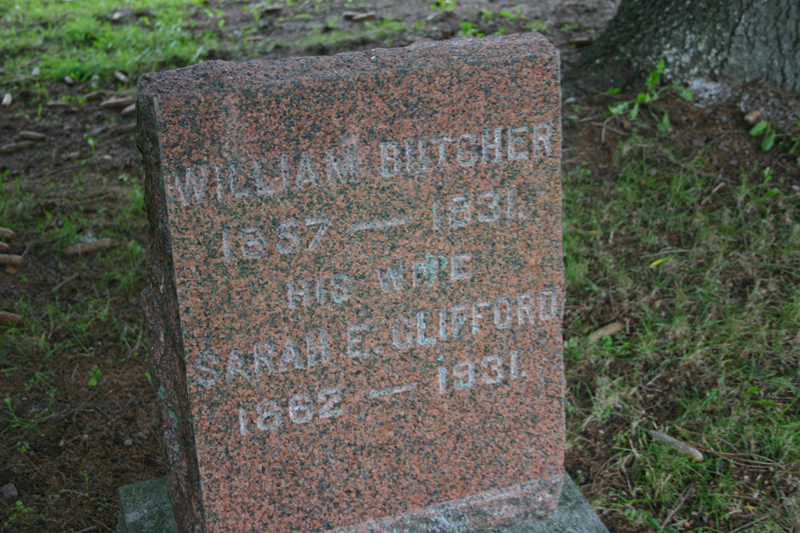 WILLIAM BUTCHER
1857 — 1931.
HIS WIFE
SARAH E. CLIFFORD
1862 — 1931.